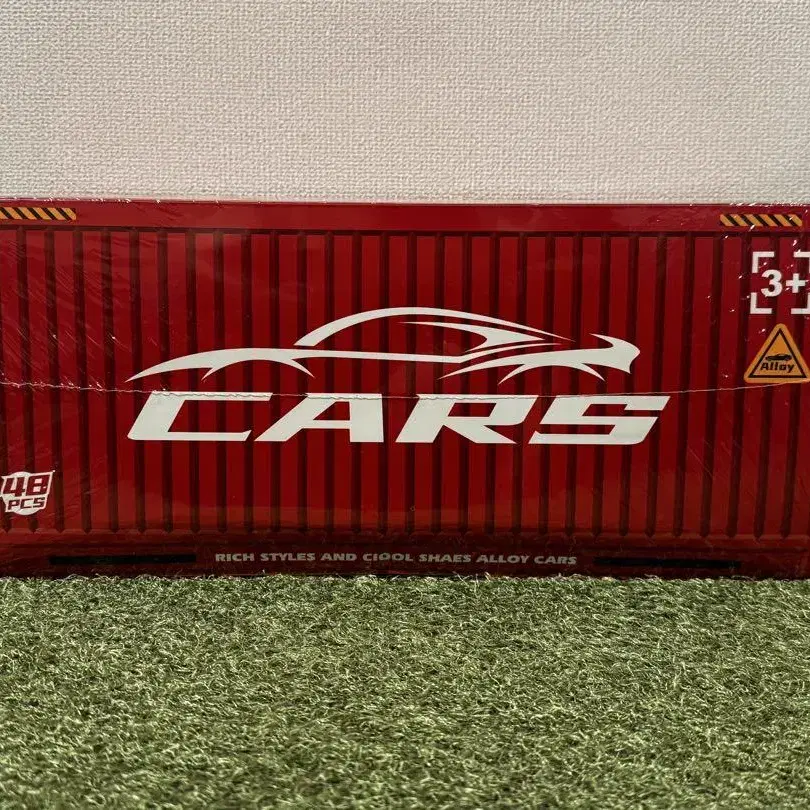 3+
Alloy
CARS
48
PCS
RICH STYLES AND CIOOL SHAES ALLOY CARS